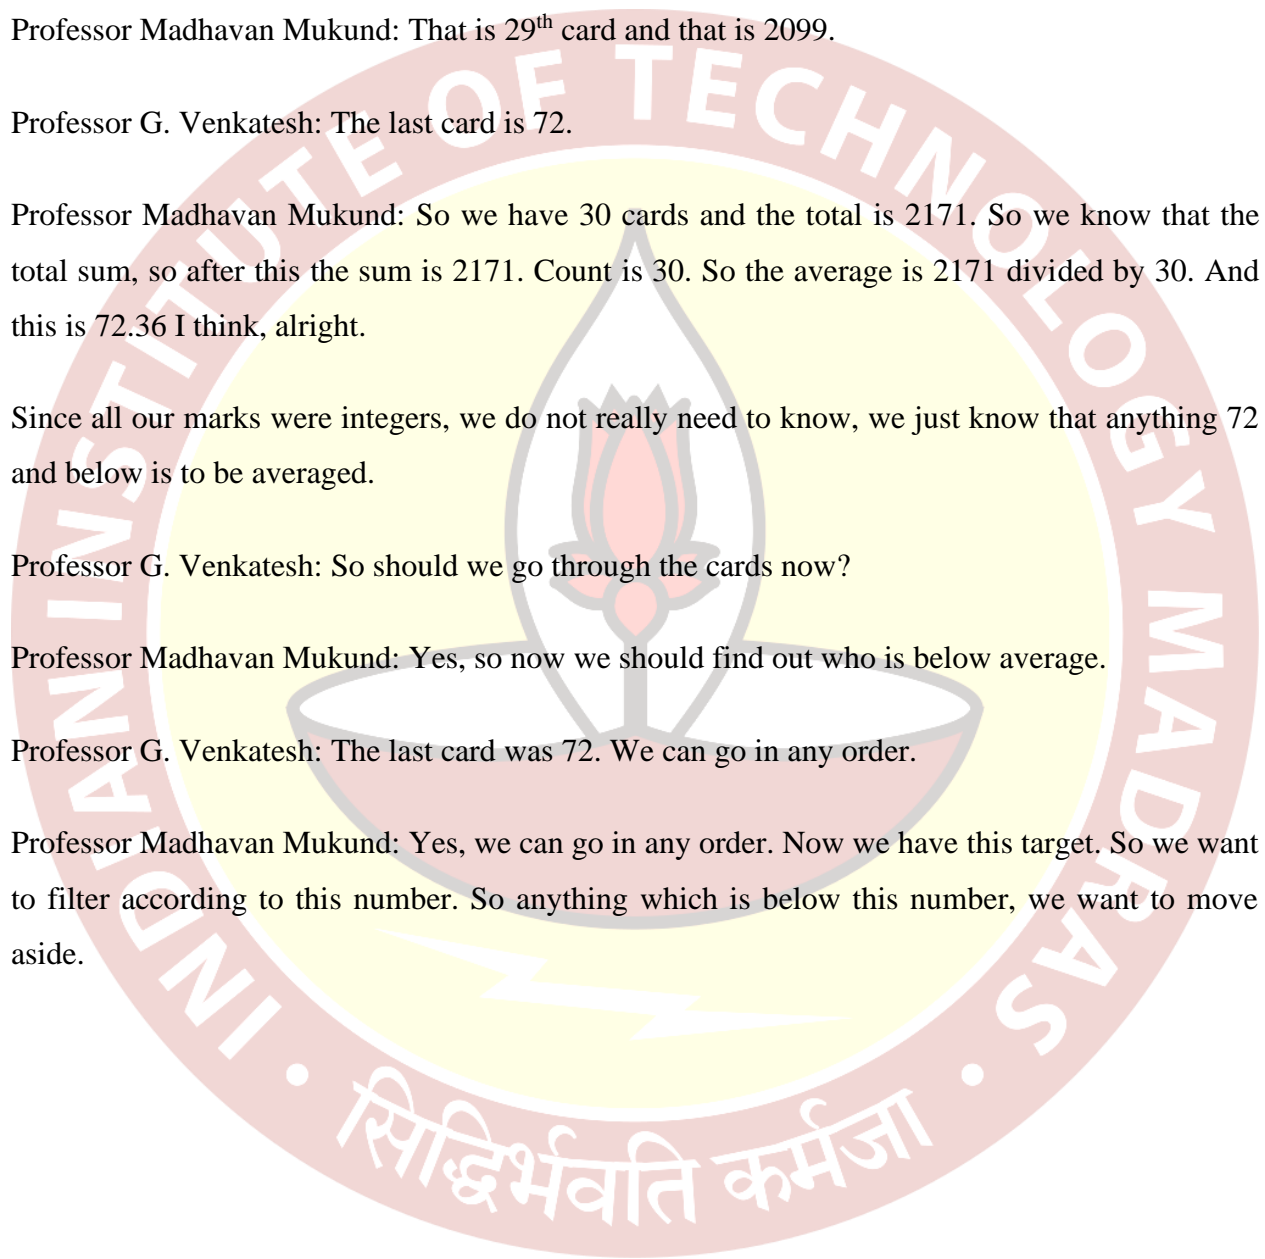 Professor Madhavan Mukund: That is 29th card and that is 2099.
Professor G. Venkatesh: The last card is 72.
Professor Madhavan Mukund: So we have 30 cards and the total is 2171. So we know that the
total sum, so after this the sum is 2171. Count is 30. So the average is 2171 divided by 30. And
this is 72.36 I think, alright.
Since all our marks were integers, we do not really need to know, we just know that anything 72
and below is to be averaged.
Professor G. Venkatesh: So should we go through the cards now?
Professor Madhavan Mukund: Yes, so now we should find out who is below average.
Professor G. Venkatesh: The last card was 72. We can go in any order.
Professor Madhavan Mukund: Yes, we can go in any order. Now we have this target. So we want
to filter according to this number. So anything which is below this number, we want to move
aside.
INDIAN INSTITUTE OF TECHNOLOGY MADRAS
सिद्धिर्भवति कर्मजा